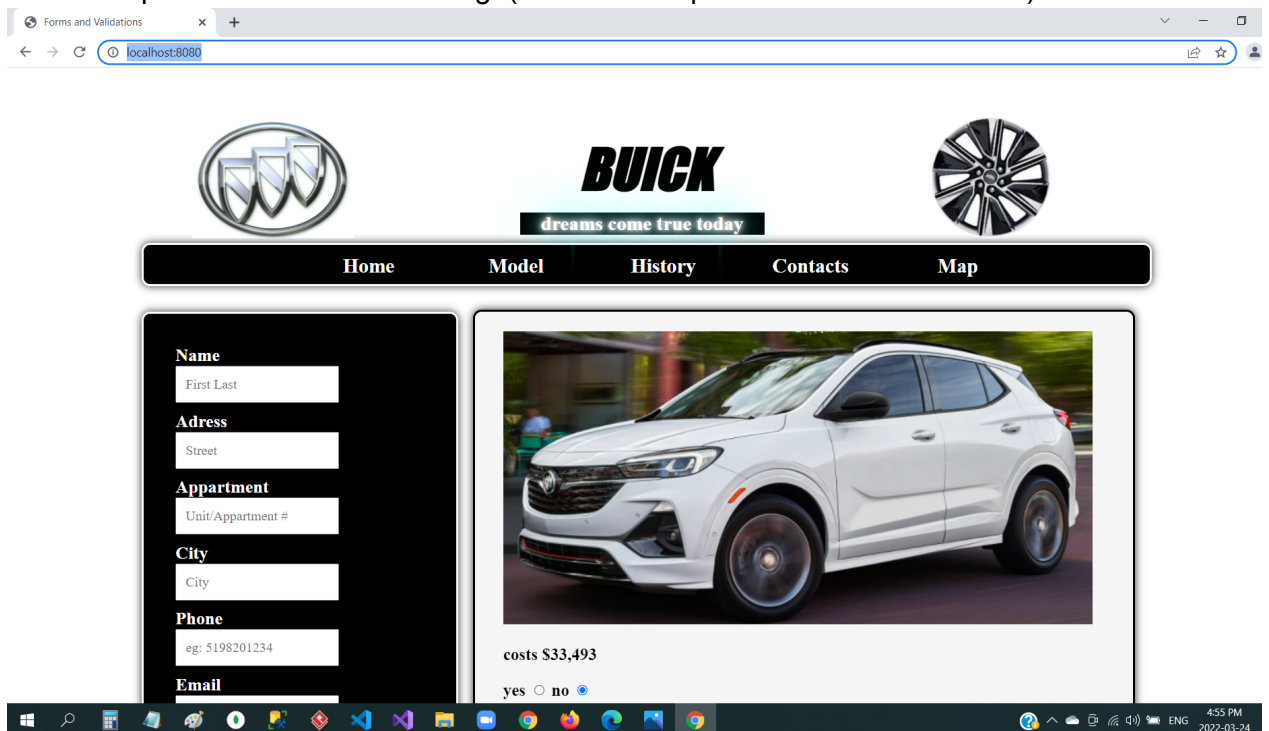 Forms and Validations
localhost:8080
BUICK
dreams come true today
Home Model History Contacts Map
Name
First Last
Adress
Street
Appartment
Unit/Appartment #
City
City
Phone
eg: 5198201234
Email
costs $33,493
yes no
ENG
4:55 PM
2022-03-24